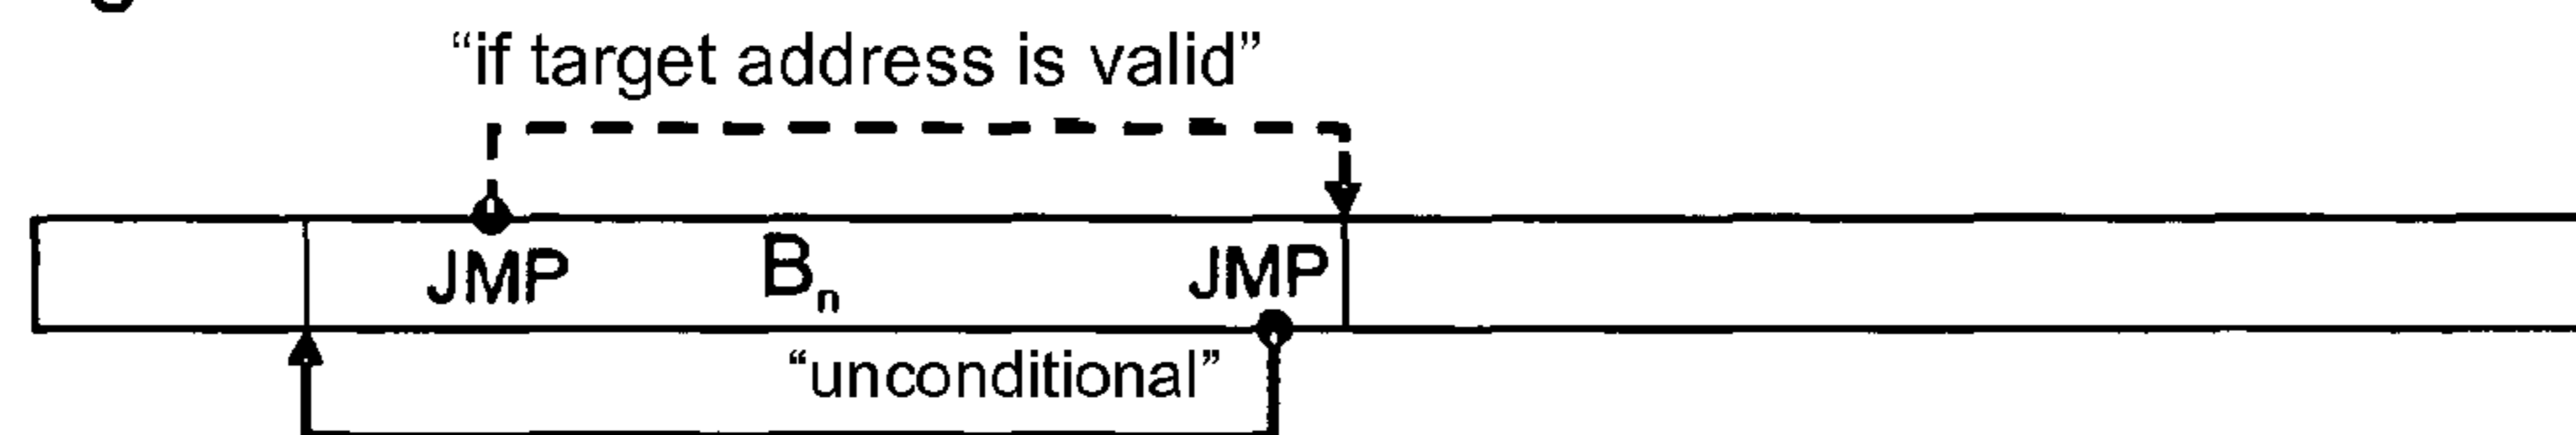 “if target address is valid”
JMP Bn JMP
“unconditional”